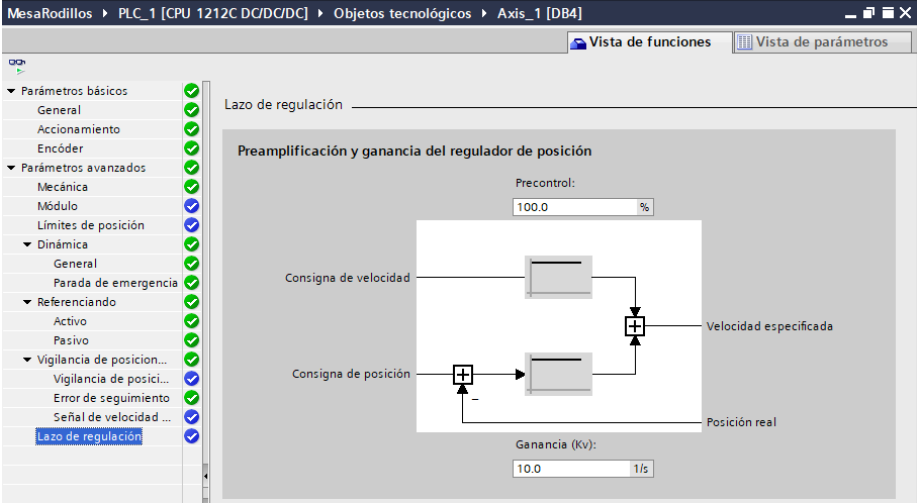 MesaRodillos ▸ PLC_1 [CPU 1212C DC/DC/DC] ▸ Objetos tecnológicos ▸ Axis_1 [DB4]
Vista de funciones
Vista de parámetros
Parámetros básicos
General
Accionamiento
Encóder
Parámetros avanzados
Mecánica
Módulo
Límites de posición
Dinámica
General
Parada de emergencia
Referenciando
Activo
Pasivo
Vigilancia de posicion...
Vigilancia de posici...
Error de seguimiento
Señal de velocidad ...
Lazo de regulación
Lazo de regulación
Preamplificación y ganancia del regulador de posición
Precontrol:
100.0 %
Consigna de velocidad
Velocidad especificada
Consigna de posición
–
Posición real
Ganancia (Kv):
10.0 1/s